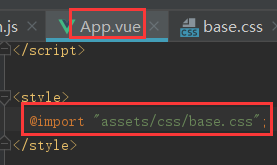 n.js App.vue base.css
</script>
<style>
@import "assets/css/base.css";
</style>